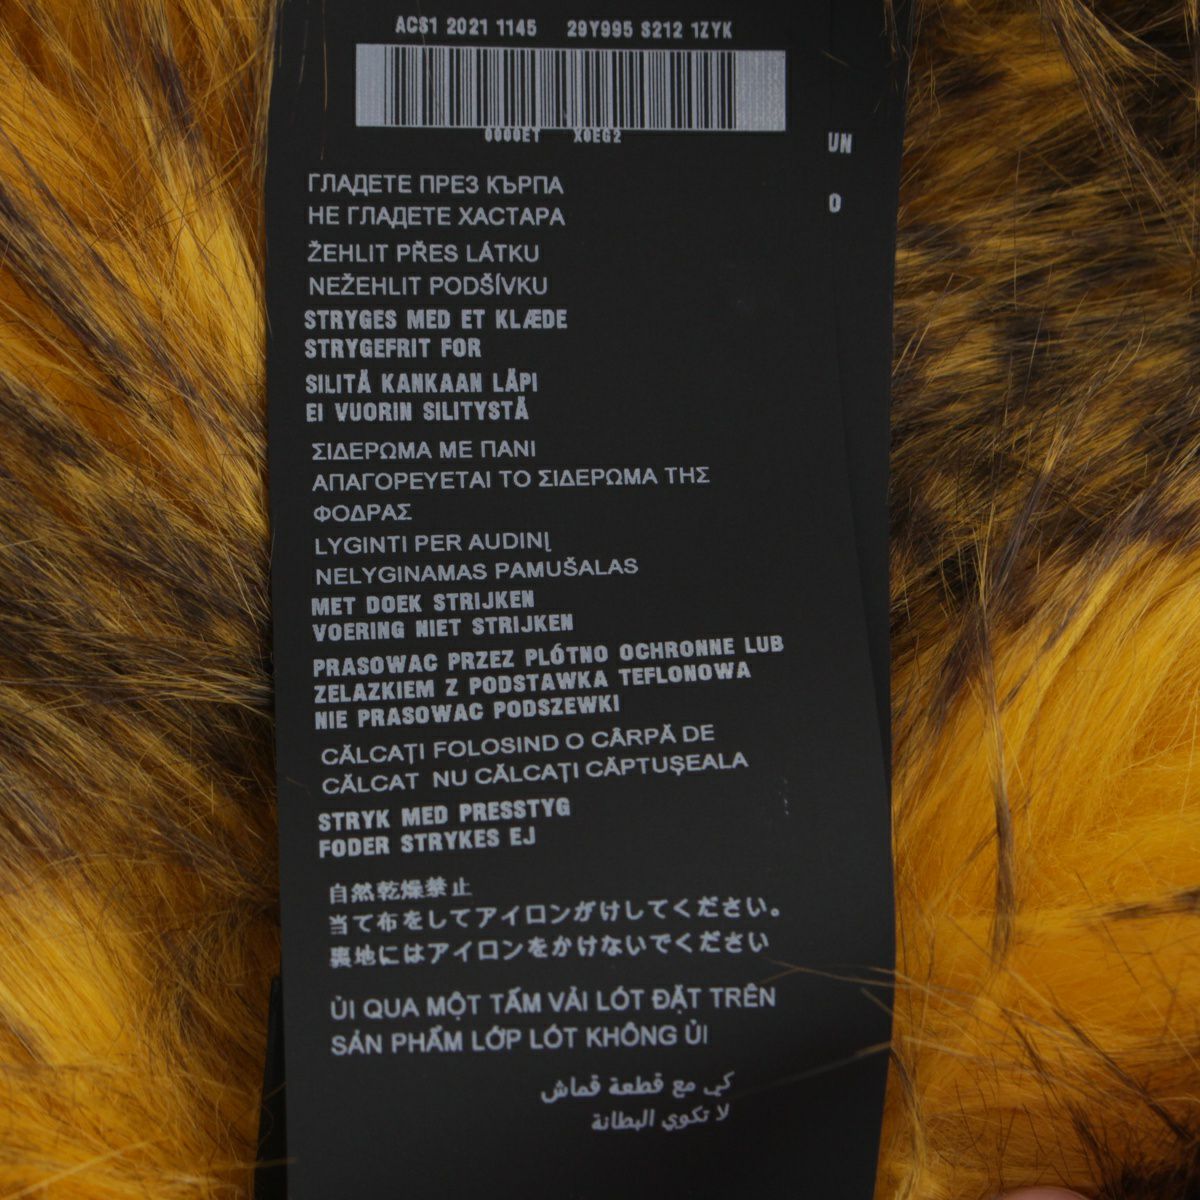 ACS1 2021 1145 29Y995 S212 1ZYK
0000ET X0EG2
UN
0
ГЛАДЕТЕ ПРЕЗ КЪРПА
НЕ ГЛАДЕТЕ ХАСТАРА
ŽEHLIT PŘES LÁTKU
NEŽEHLIT PODŠÍVKU
STRYGES MED ET KLÆDE
STRYGEFRIT FOR
SILITÄ KANKAAN LÄPI
EI VUORIN SILITYSTÄ
ΣΙΔΕΡΩΜΑ ΜΕ ΠΑΝΙ
ΑΠΑΓΟΡΕΥΕΤΑΙ ΤΟ ΣΙΔΕΡΩΜΑ ΤΗΣ
ΦΟΔΡΑΣ
LYGINTI PER AUDINĮ
NELYGINAMAS PAMUŠALAS
MET DOEK STRIJKEN
VOERING NIET STRIJKEN
PRASOWAC PRZEZ PLÓTNO OCHRONNE LUB
ZELAZKIEM Z PODSTAWKA TEFLONOWA
NIE PRASOWAC PODSZEWKI
CĂLCAȚI FOLOSIND O CÂRPĂ DE
CĂLCAT NU CĂLCAȚI CĂPTUȘEALA
STRYK MED PRESSTYG
FODER STRYKES EJ
自然乾燥禁止
当て布をしてアイロンがけしてください。
裏地にはアイロンをかけないでください
ỦI QUA MỘT TẤM VẢI LÓT ĐẶT TRÊN
SẢN PHẨM LỚP LÓT KHÔNG ỦI
كي مع قطعة قماش
لا تكوي البطانة